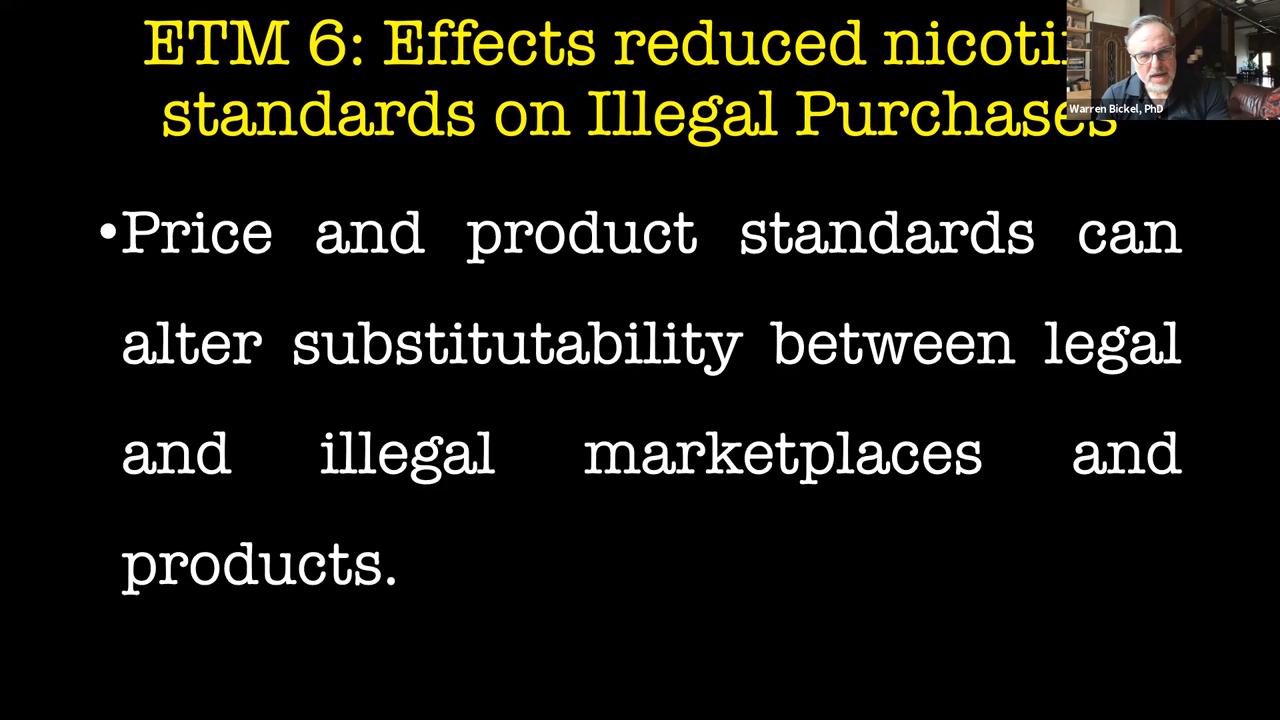 ETM 6: Effects reduced nicoti
standards on Illegal Purchases
Warren Bickel, PhD
•Price and product standards can
alter substitutability between legal
and illegal marketplaces and
products.